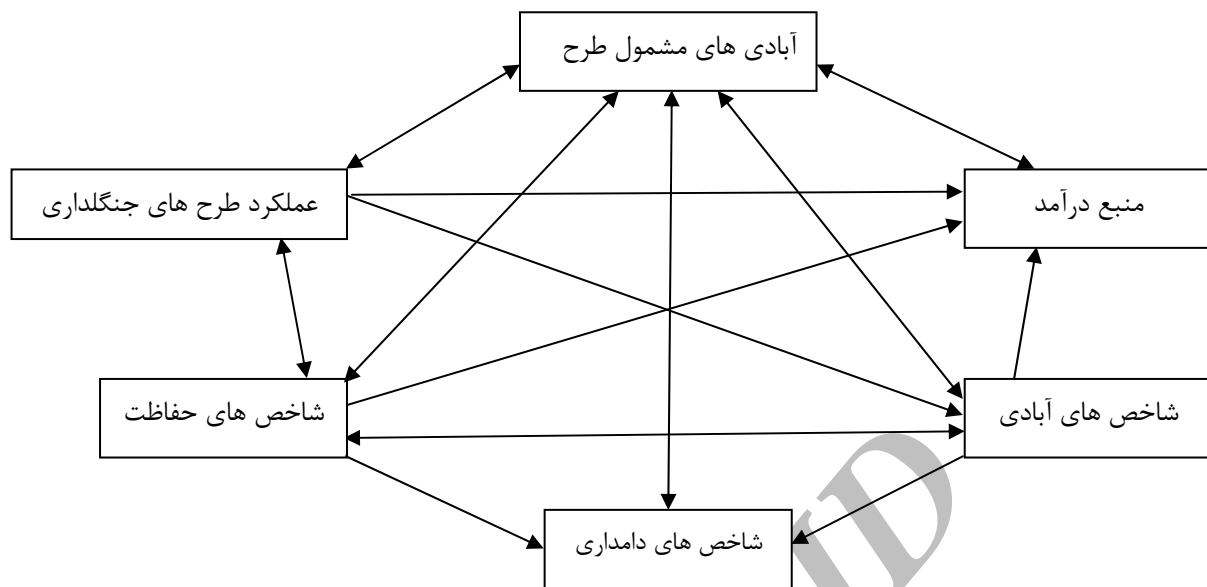 آبادی های مشمول طرح
عملکرد طرح های جنگلداری
منبع درآمد
شاخص های حفاظت
شاخص های آبادی
شاخص های دامداری